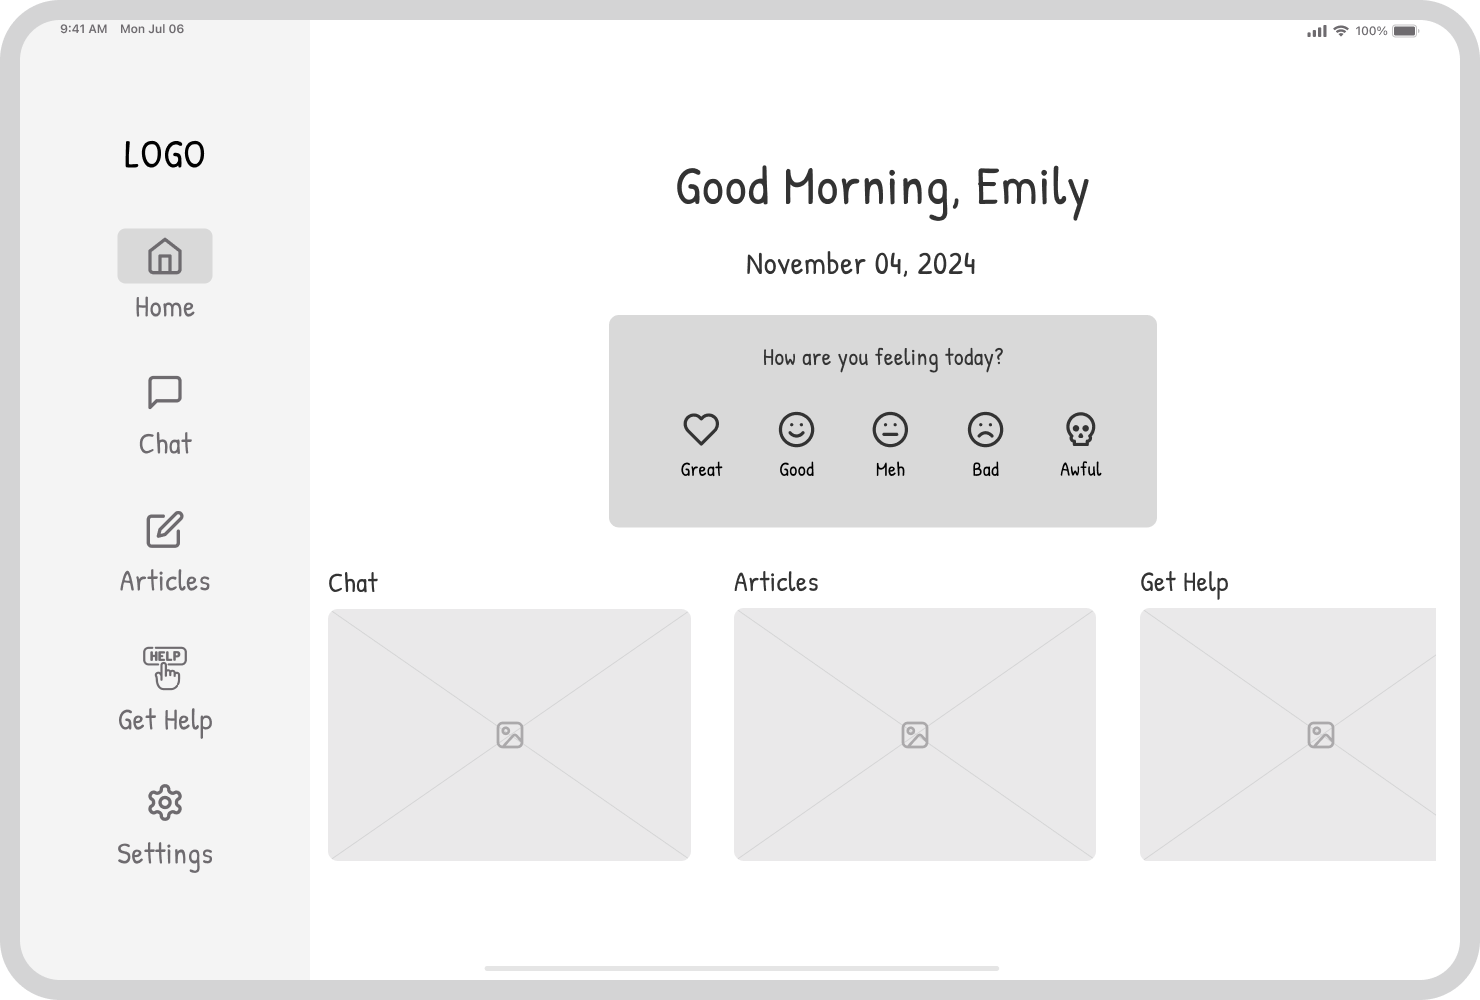 9:41 AM Mon Jul 06
100%
LOGO
Home
Chat
Articles
HELP
Get Help
Settings
Good Morning, Emily
November 04, 2024
How are you feeling today?
Great Good Meh Bad Awful
Chat Articles Get Help